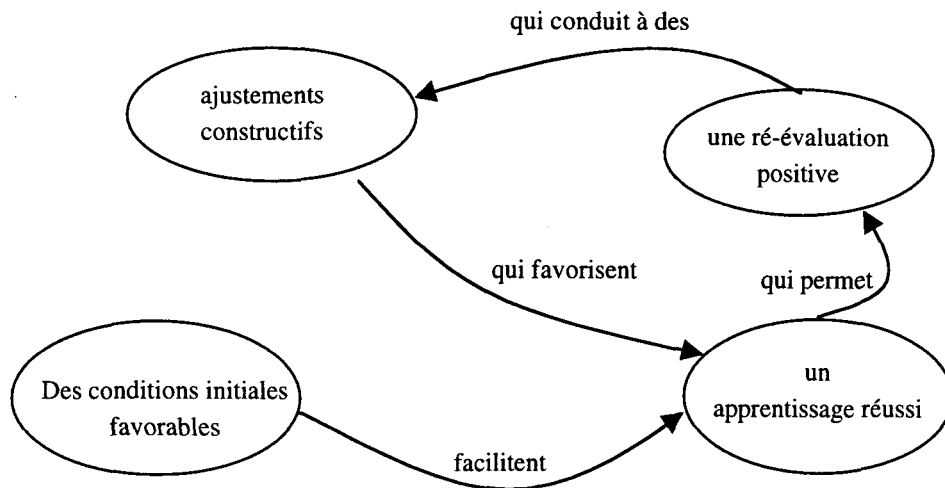 qui conduit à des
ajustements
constructifs
une ré-évaluation
positive
qui favorisent
qui permet
Des conditions initiales
favorables
un
apprentissage réussi
facilitent